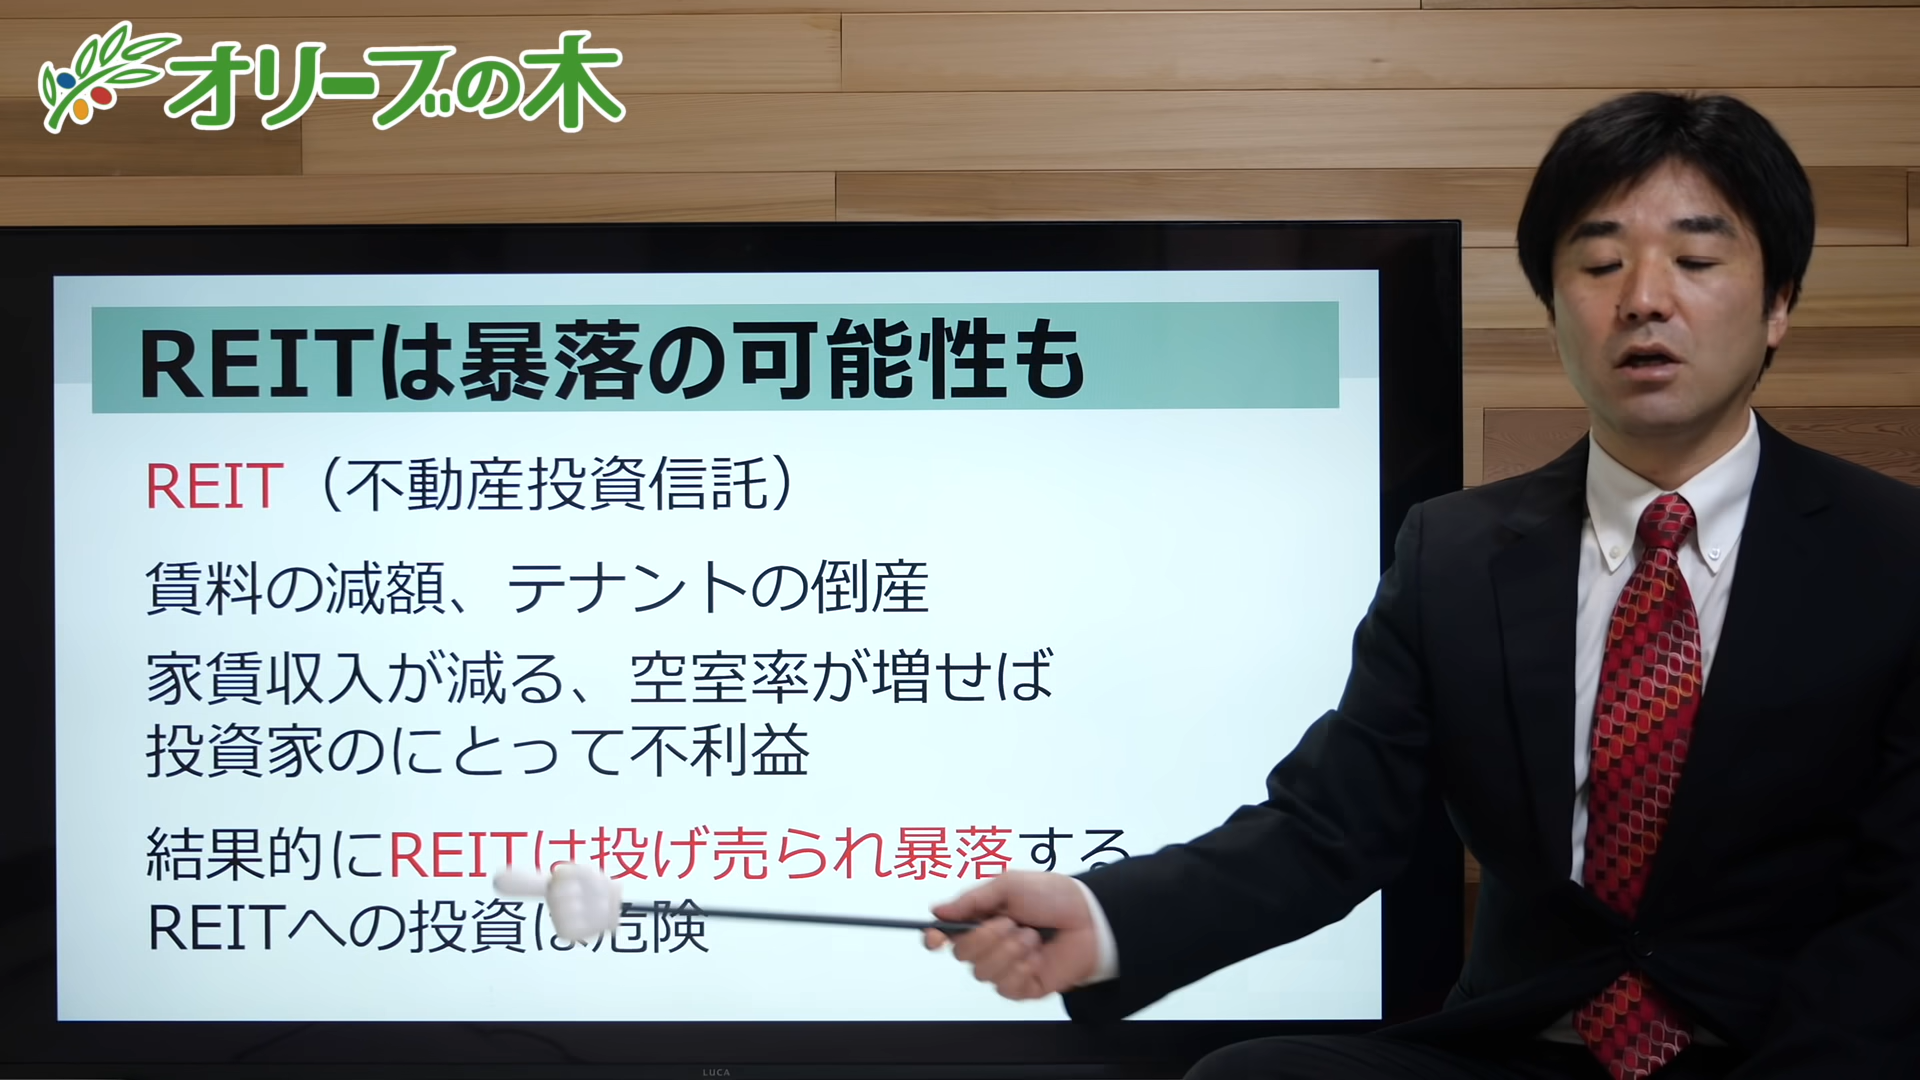 オリーブの木
REITは暴落の可能性も
REIT（不動産投資信託）
賃料の減額、テナントの倒産
家賃収入が減る、空室率が増せば
投資家のにとって不利益
結果的にREITは投げ売られ暴落する
REITへの投資は危険
LUCA